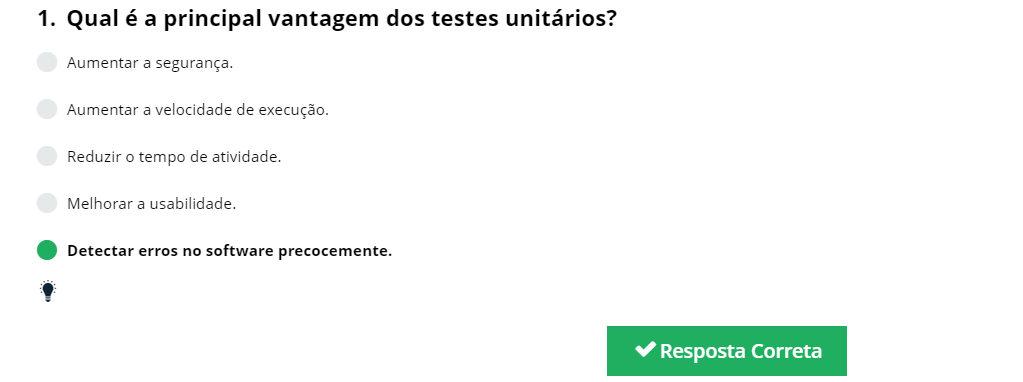 1. Qual é a principal vantagem dos testes unitários?
Aumentar a segurança.
Aumentar a velocidade de execução.
Reduzir o tempo de atividade.
Melhorar a usabilidade.
Detectar erros no software precocemente.
Resposta Correta